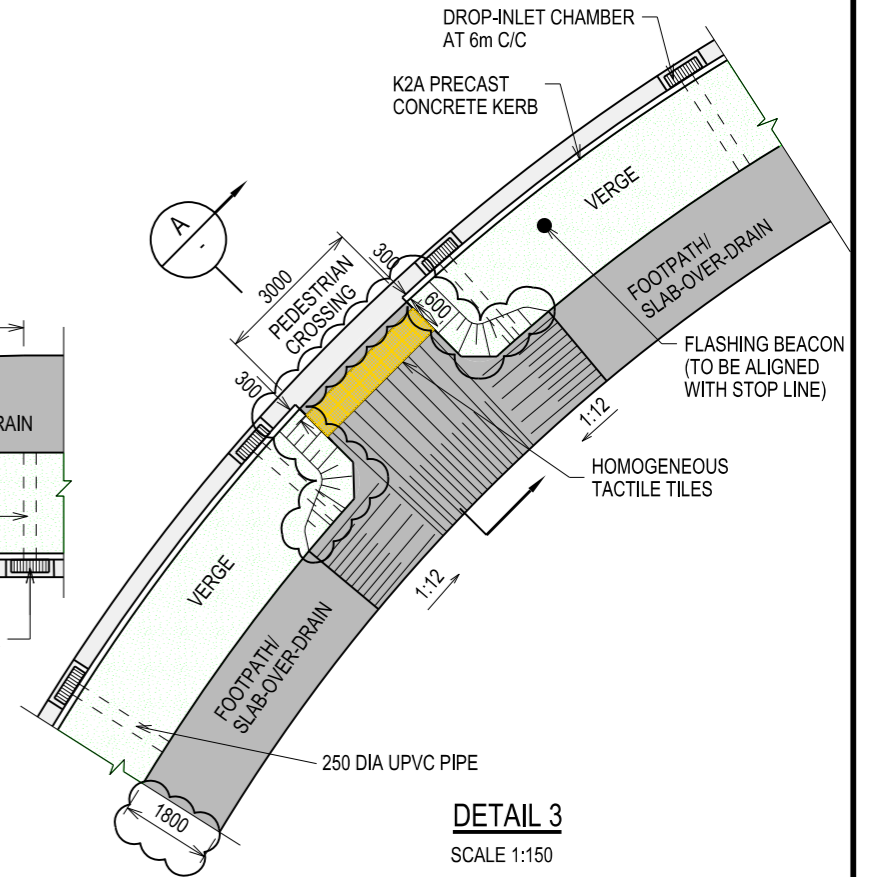 DROP-INLET CHAMBER
AT 6m C/C
K2A PRECAST
CONCRETE KERB
VERGE
A
-
3000
300
PEDESTRIAN
CROSSING
600
FOOTPATH/
SLAB-OVER-DRAIN
300
FLASHING BEACON
(TO BE ALIGNED
WITH STOP LINE)
RAIN
1:12
HOMOGENEOUS
TACTILE TILES
VERGE
1:12
FOOTPATH/
SLAB-OVER-DRAIN
250 DIA UPVC PIPE
1800
DETAIL 3
SCALE 1:150